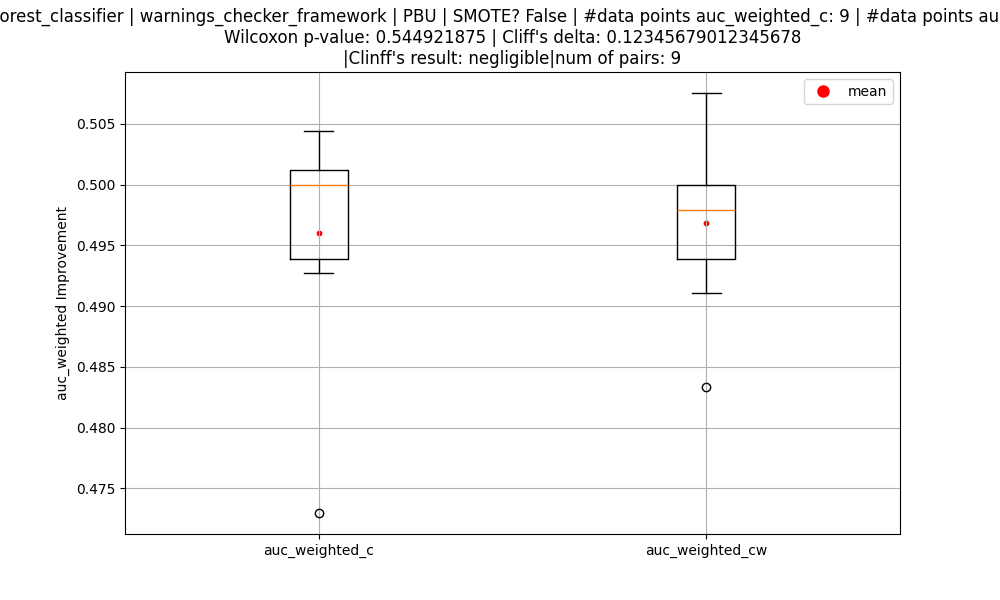 orest_classifier | warnings_checker_framework | PBU | SMOTE? False | #data points auc_weighted_c: 9 | #data points au
Wilcoxon p-value: 0.544921875 | Cliff's delta: 0.12345679012345678
|Clinff's result: negligible|num of pairs: 9
mean
0.505
0.500
0.495
0.490
0.485
0.480
0.475
auc_weighted Improvement
auc_weighted_c
auc_weighted_cw